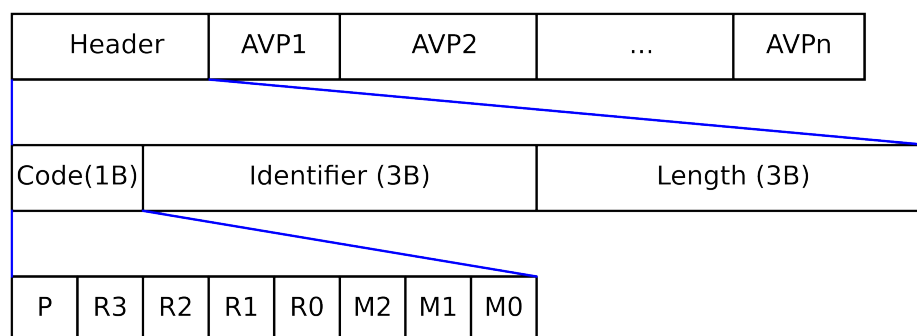 Header AVP1 AVP2 ... AVPn
Code(1B) Identifier (3B) Length (3B)
P R3 R2 R1 R0 M2 M1 M0